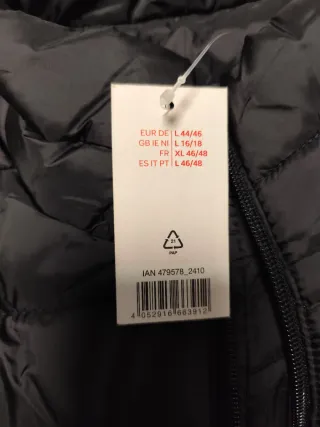 EUR DE L 44/46
GB IE NI L 16/18
FR XL 46/48
ES IT PT L 46/48
21
PAP
IAN 479578_2410
4 052916 683912